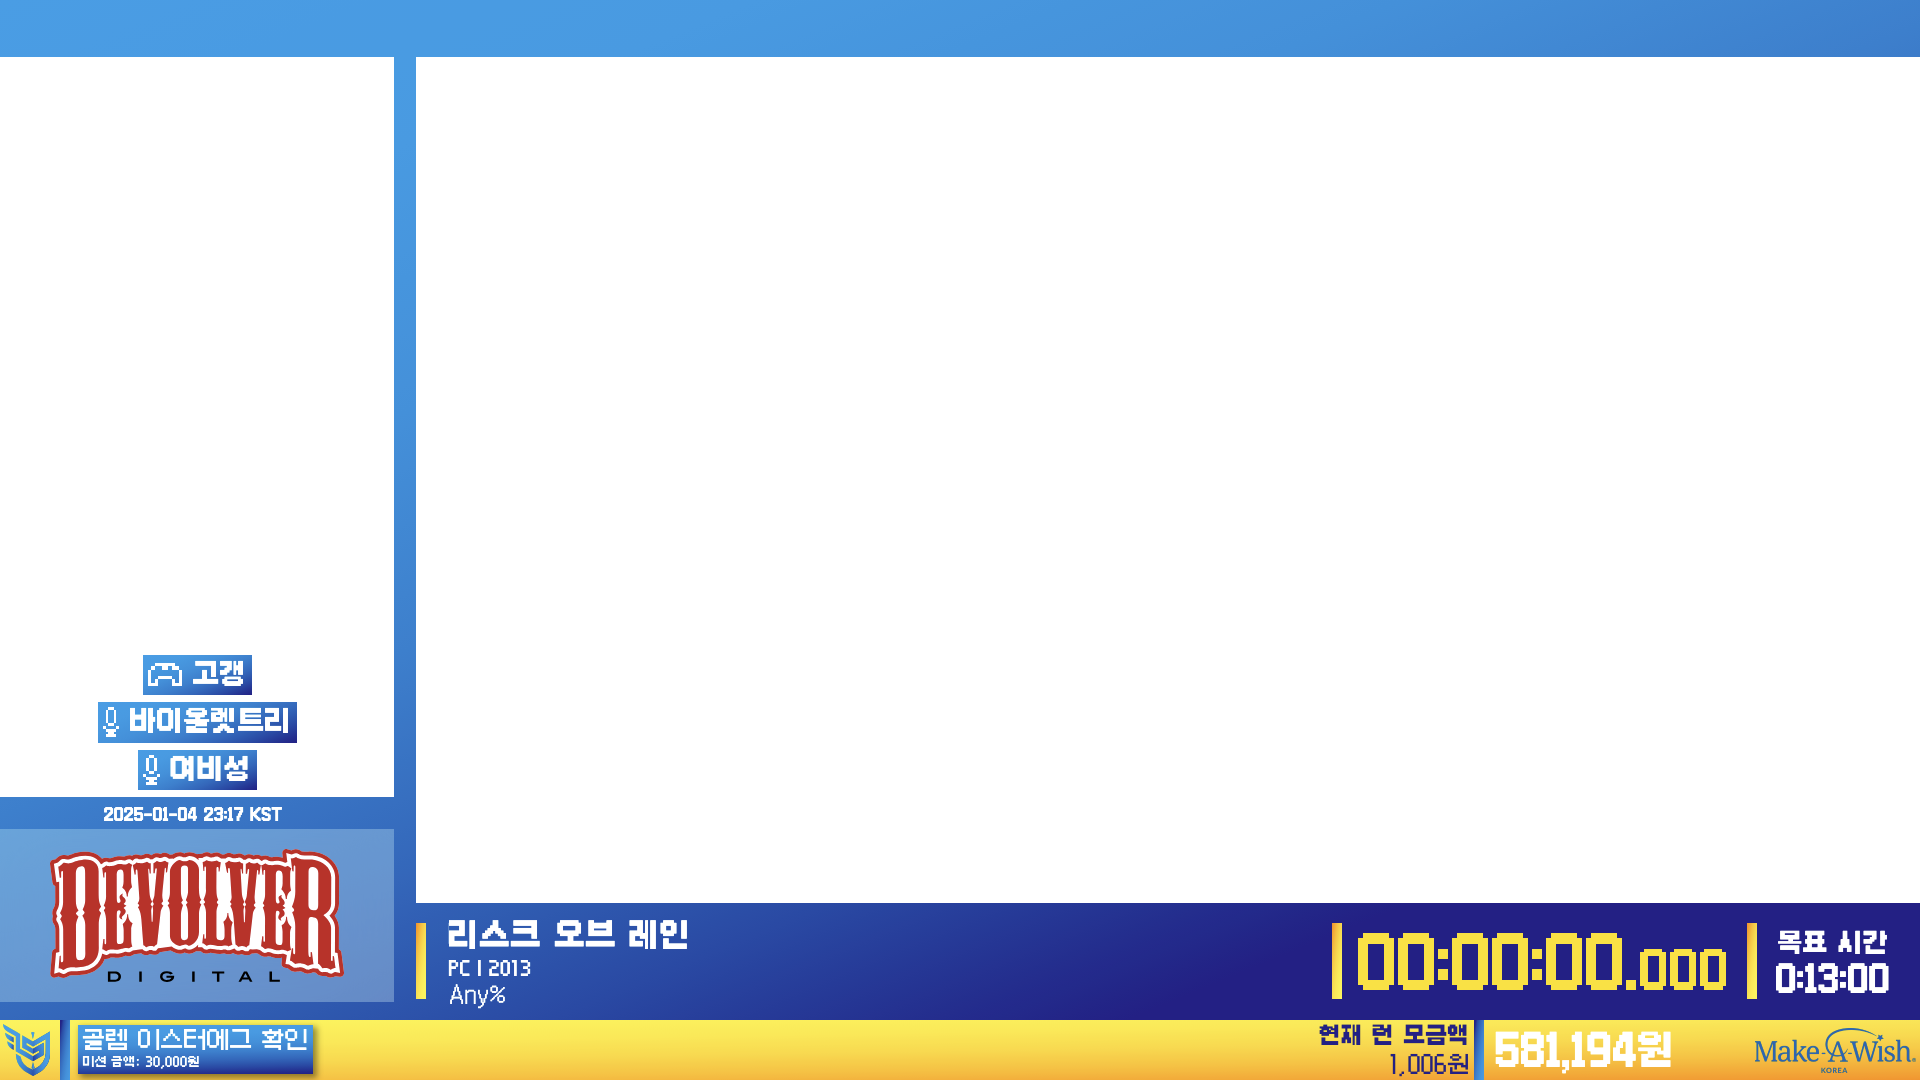 고갱
바이올렛트리
여비성
2025-01-04 23:17 KST
DEVOLVER
DIGITAL
리스크 오브 레인
PC | 2013
Any%
00:00:00.000
목표 시간
0:13:00
골렘 이스터에그 확인
미션 금액: 30,000원
현재 런 모금액
1,006원
581,194원
Make-A-Wish®
KOREA